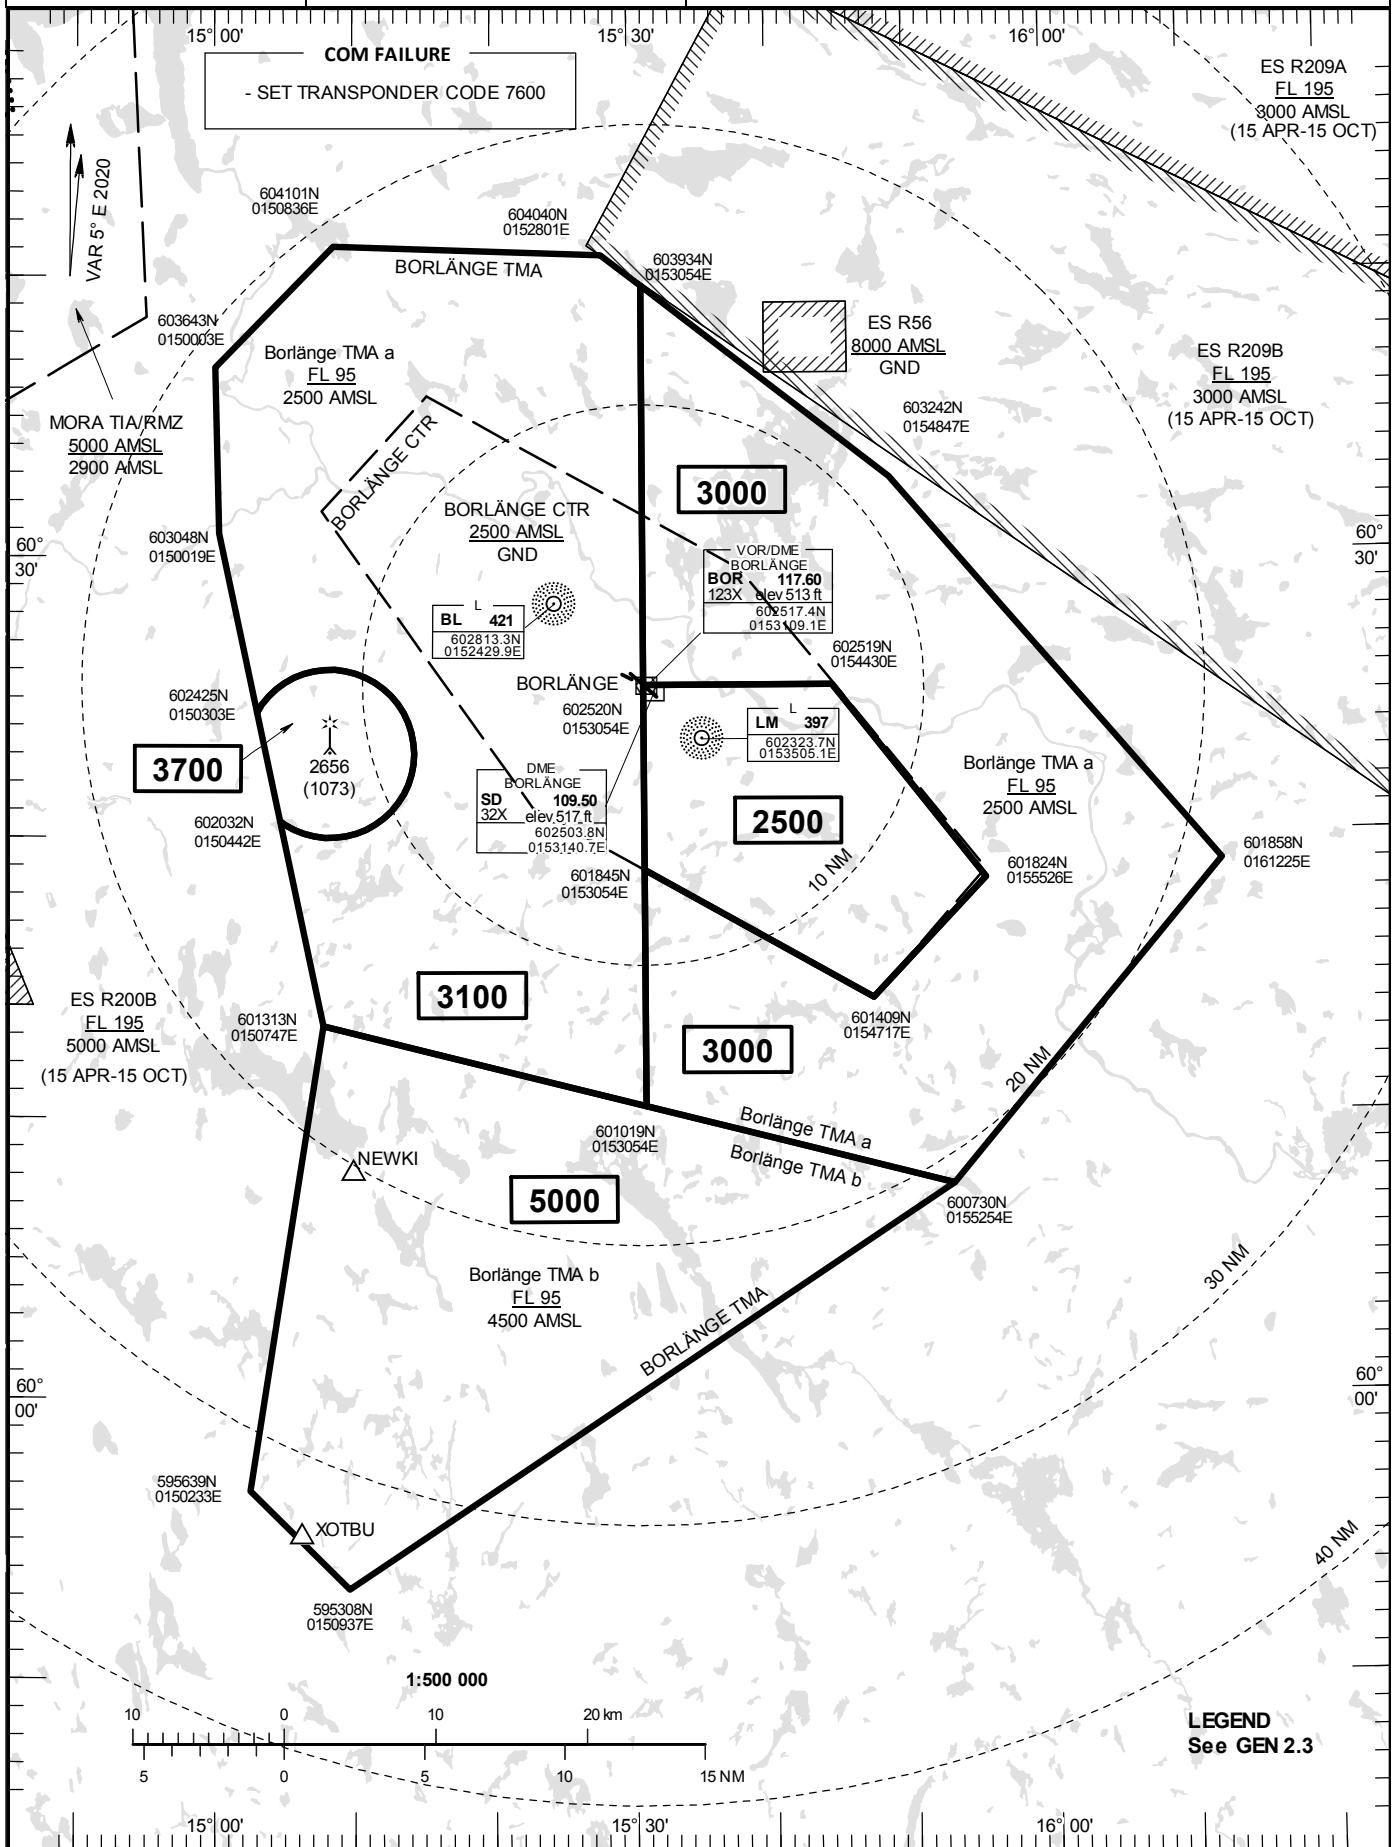 15°00'
15° 30'
16°00'
COM FAILURE
- SET TRANSPONDER CODE 7600
ES R209A
FL 195
3000 AMSL
(15 APR-15 OCT)
VAR 5° E 2020
604101N
0150836E
604040N
0152801E
BORLÄNGE TMA
603934N
0153054E
603643N
0150003E
Borlänge TMA a
FL 95
2500 AMSL
ES R56
8000 AMSL
GND
ES R209B
FL 195
3000 AMSL
(15 APR-15 OCT)
MORA TIA/RMZ
5000 AMSL
2900 AMSL
603242N
0154847E
BORLÄNGE CTR
3000
BORLÄNGE CTR
2500 AMSL
GND
603048N
0150019E
60°
30'
60°
30'
VOR/DME
BORLÄNGE
BOR 117.60
123X elev 513 ft
602517.4N
0153109.1E
L
BL 421
602813.3N
0152429.9E
602519N
0154430E
BORLÄNGE
602520N
0153054E
602425N
0150303E
L
LM 397
602323.7N
0153505.1E
3700
2656
(1073)
DME
BORLÄNGE
SD 109.50
32X elev 517 ft
602503.8N
0153140.7E
Borlänge TMA a
FL 95
2500 AMSL
2500
602032N
0150442E
601845N
0153054E
10 NM
601824N
0155526E
601858N
0161225E
3100
ES R200B
FL 195
5000 AMSL
(15 APR-15 OCT)
601313N
0150747E
601409N
0154717E
3000
20 NM
601019N
0153054E
Borlänge TMA a
Borlänge TMA b
NEWKI
5000
600730N
0155254E
Borlänge TMA b
FL 95
4500 AMSL
BORLÄNGE TMA
30 NM
60°
00'
60°
00'
595639N
0150233E
XOTBU
40 NM
595308N
0150937E
1:500 000
10 0 10 20 km
5 0 5 10 15 NM
LEGEND
See GEN 2.3
15°00'
15° 30'
16°00'